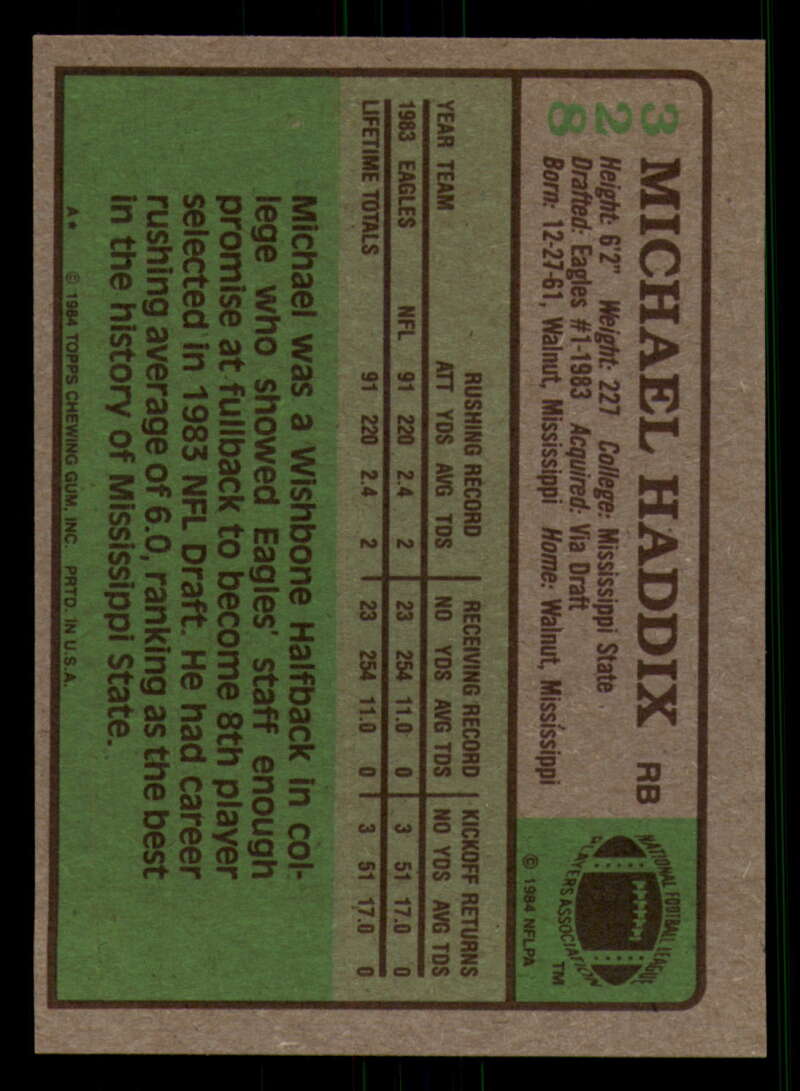 328
MICHAEL HADDIX RB
Height: 6'2" Weight: 227 College: Mississippi State
Drafted: Eagles #1-1983 Acquired: Via Draft
Born: 12-27-61, Walnut, Mississippi Home: Walnut, Mississippi
NATIONAL FOOTBALL LEAGUE
PLAYERS ASSOCIATION
TM
© 1984 NFLPA
RUSHING RECORD RECEIVING RECORD KICKOFF RETURNS
YEAR TEAM ATT YDS AVG TDS NO YDS AVG TDS NO YDS AVG TDS
1983 EAGLES NFL 91 220 2.4 2 23 254 11.0 0 3 51 17.0 0
LIFETIME TOTALS 91 220 2.4 2 23 254 11.0 0 3 51 17.0 0
Michael was a Wishbone Halfback in col-
lege who showed Eagles' staff enough
promise at fullback to become 8th player
selected in 1983 NFL Draft. He had career
rushing average of 6.0, ranking as the best
in the history of Mississippi State.
A* © 1984 TOPPS CHEWING GUM, INC. PRTD. IN U.S.A.